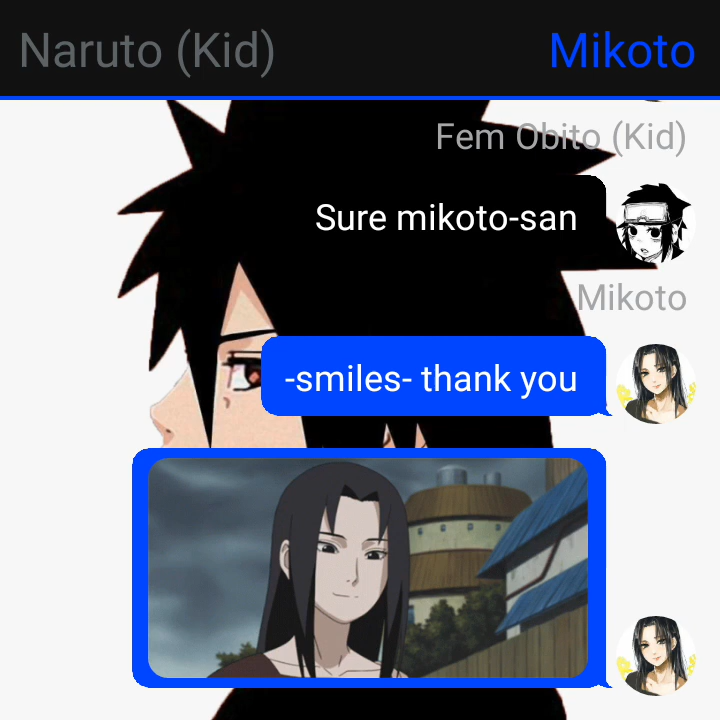 Naruto (Kid) Mikoto
Fem Obito (Kid)
Sure mikoto-san
Mikoto
-smiles- thank you